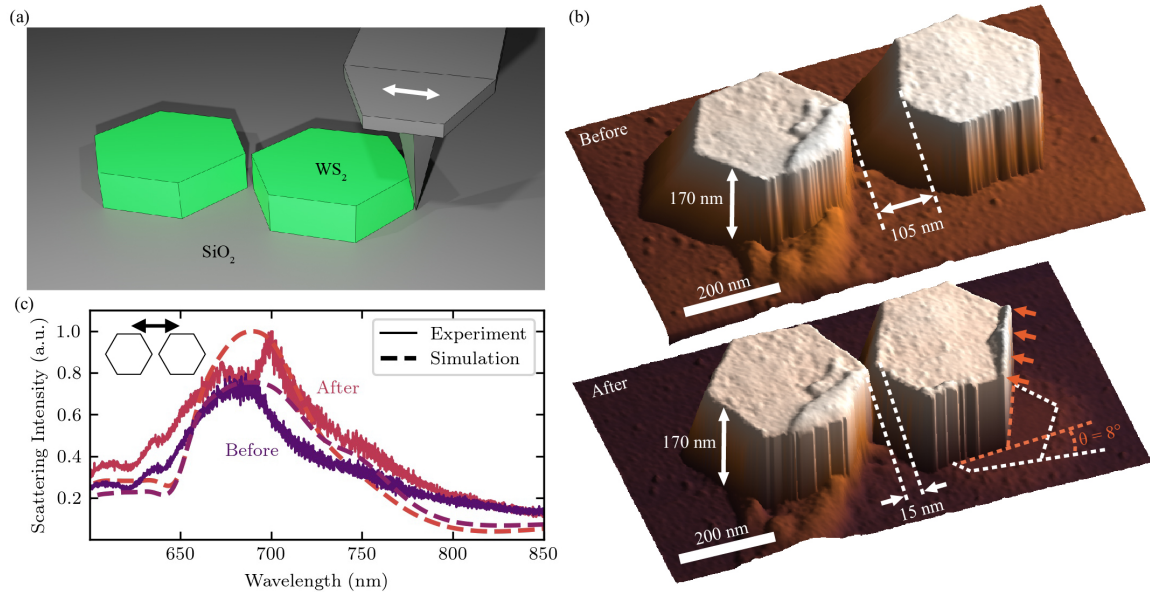 (a)
WS₂
SiO₂
(b)
Before
170 nm
105 nm
200 nm
After
170 nm
θ = 8°
15 nm
200 nm
(c)
Scattering Intensity (a.u.)
1.0
0.8
0.6
0.4
0.2
Experiment
Simulation
After
Before
650
700
750
800
850
Wavelength (nm)